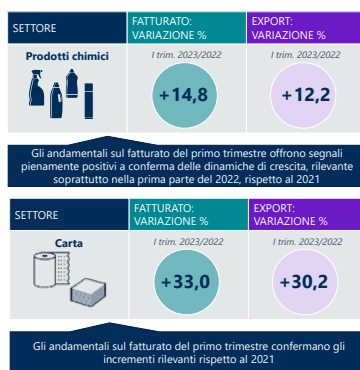 SETTORE
FATTURATO:
VARIAZIONE %
EXPORT:
VARIAZIONE %
Prodotti chimici
I trim. 2023/2022
I trim. 2023/2022
+14,8
+12,2
Gli andamentali sul fatturato del primo trimestre offrono segnali
pienamente positivi a conferma delle dinamiche di crescita, rilevante
soprattutto nella prima parte del 2022, rispetto al 2021
SETTORE
FATTURATO:
VARIAZIONE %
EXPORT:
VARIAZIONE %
Carta
I trim. 2023/2022
I trim. 2023/2022
+33,0
+30,2
Gli andamentali sul fatturato del primo trimestre confermano gli
incrementi rilevanti rispetto al 2021